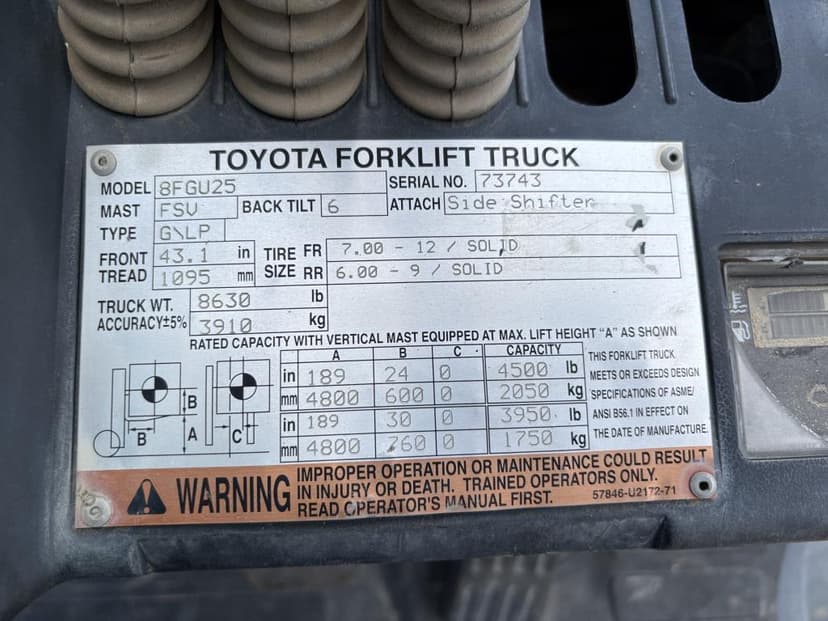 TOYOTA FORKLIFT TRUCK
MODEL 8FGU25 SERIAL NO. 73743
MAST FSV BACK TILT 6 ATTACH Side Shifter
TYPE G\LP
FRONT TREAD 43.1 in 1095 mm
TIRE SIZE FR 7.00 - 12 / SOLID
RR 6.00 - 9 / SOLID
TRUCK WT. 8630 lb
ACCURACY±5% 3910 kg
RATED CAPACITY WITH VERTICAL MAST EQUIPPED AT MAX. LIFT HEIGHT "A" AS SHOWN
A B C CAPACITY
in 189 24 0 4500 lb
mm 4800 600 0 2050 kg
in 189 30 0 3950 lb
mm 4800 760 0 1750 kg
B
B A C
THIS FORKLIFT TRUCK
MEETS OR EXCEEDS DESIGN
SPECIFICATIONS OF ASME/
ANSI B56.1 IN EFFECT ON
THE DATE OF MANUFACTURE.
WARNING
IMPROPER OPERATION OR MAINTENANCE COULD RESULT
IN INJURY OR DEATH. TRAINED OPERATORS ONLY.
READ OPERATOR'S MANUAL FIRST.
57846-U2172-71